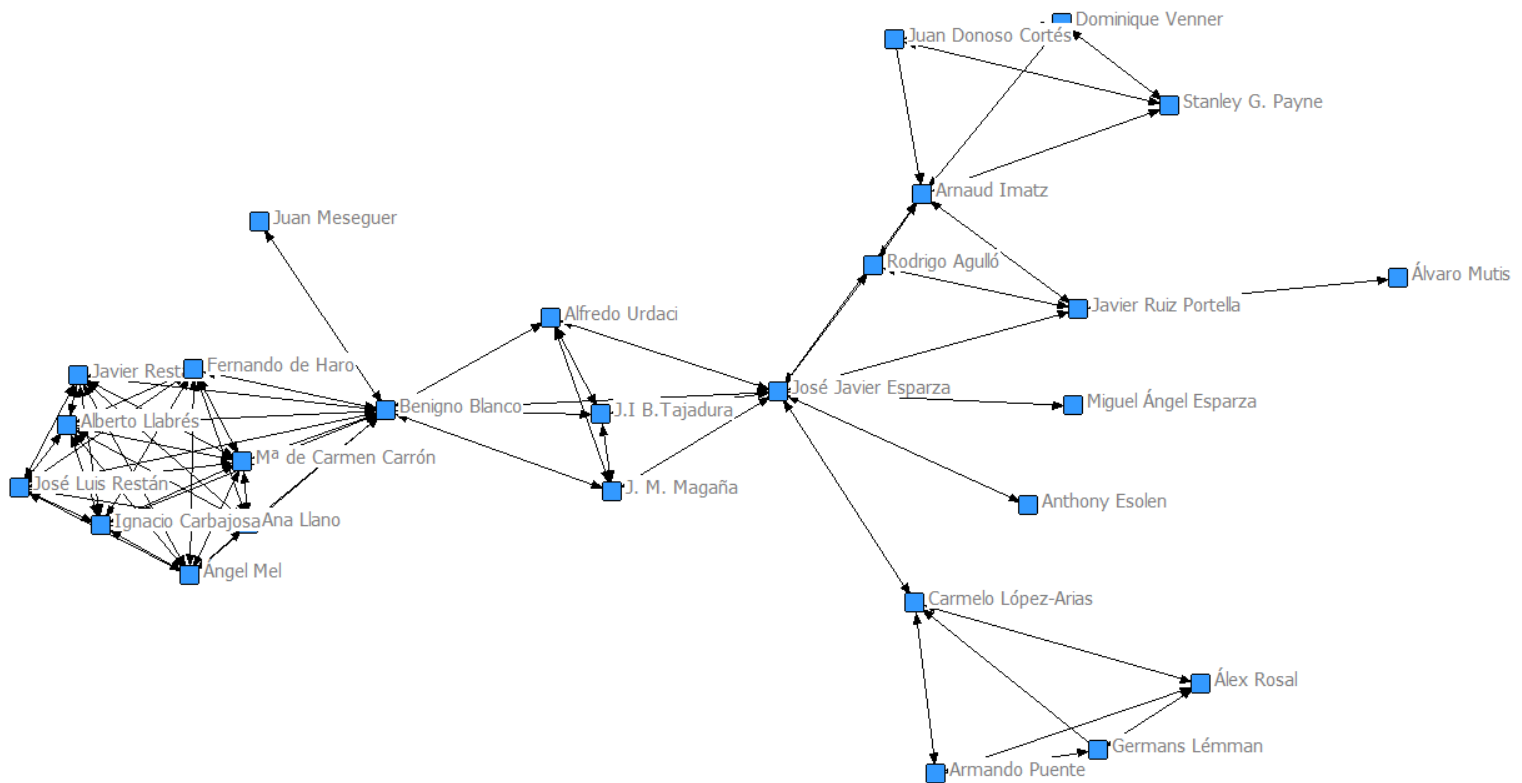 Dominique Venner
Juan Donoso Cortés
Stanley G. Payne
Arnaud Imatz
Juan Meseguer
Rodrigo Agulló
Álvaro Mutis
Javier Ruiz Portella
Alfredo Urdaci
Fernando de Haro
Javier Rest
José Javier Esparza
Benigno Blanco
J.I B.Tajadura
Miguel Ángel Esparza
Alberto Llabrés
Mª de Carmen Carrón
José Luis Restán
J. M. Magaña
Anthony Esolen
Ignacio Carbajosa
Ana Llano
Ángel Mel
Carmelo López-Arias
Álex Rosal
Germans Lémman
Armando Puente